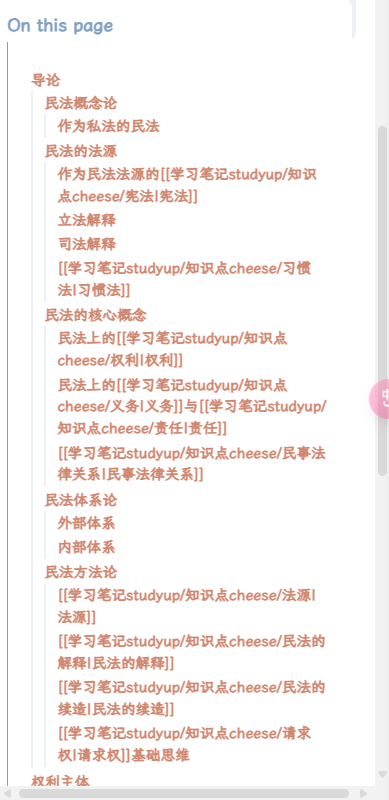 On this page
导论
民法概念论
作为私法的民法
民法的法源
作为民法法源的[[学习笔记studyup/知识
点cheese/宪法|宪法]]
立法解释
司法解释
[[学习笔记studyup/知识点cheese/习惯
法|习惯法]]
民法的核心概念
民法上的[[学习笔记studyup/知识点
cheese/权利|权利]]
民法上的[[学习笔记studyup/知识点
cheese/义务|义务]]与[[学习笔记studyup/
知识点cheese/责任|责任]]
[[学习笔记studyup/知识点cheese/民事法
律关系|民事法律关系]]
民法体系论
外部体系
内部体系
民法方法论
[[学习笔记studyup/知识点cheese/法源|
法源]]
[[学习笔记studyup/知识点cheese/民法的
解释|民法的解释]]
[[学习笔记studyup/知识点cheese/民法的
续造|民法的续造]]
[[学习笔记studyup/知识点cheese/请求
权|请求权]]基础思维
权利主体